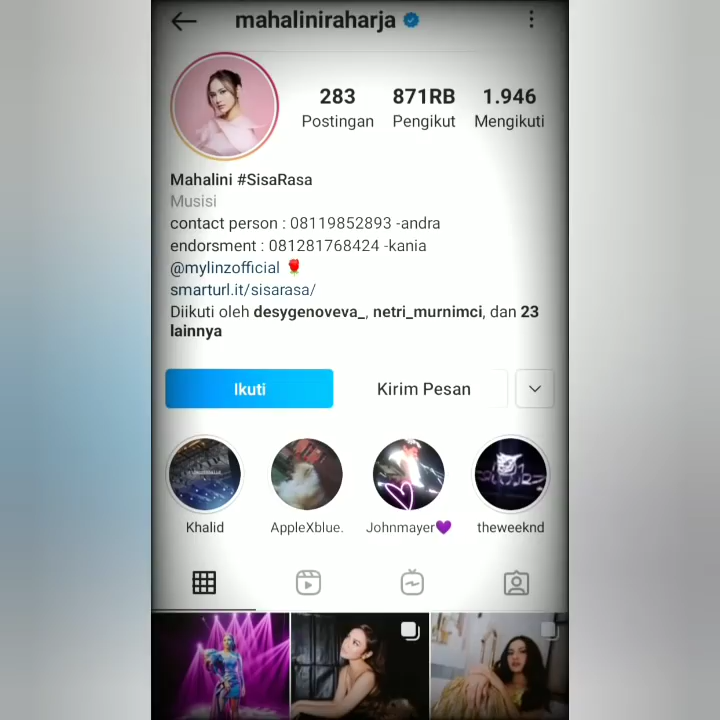 mahaliniraharja
283 871RB 1.946
Postingan Pengikut Mengikuti
Mahalini #SisaRasa
Musisi
contact person : 08119852893 -andra
endorsment : 081281768424 -kania
@mylinzofficial 🌹
smarturl.it/sisarasa/
Diikuti oleh desygenoveva_, netri_murnimci, dan 23
lainnya
Ikuti Kirim Pesan
Khalid AppleXblue. Johnmayer💜 theweeknd